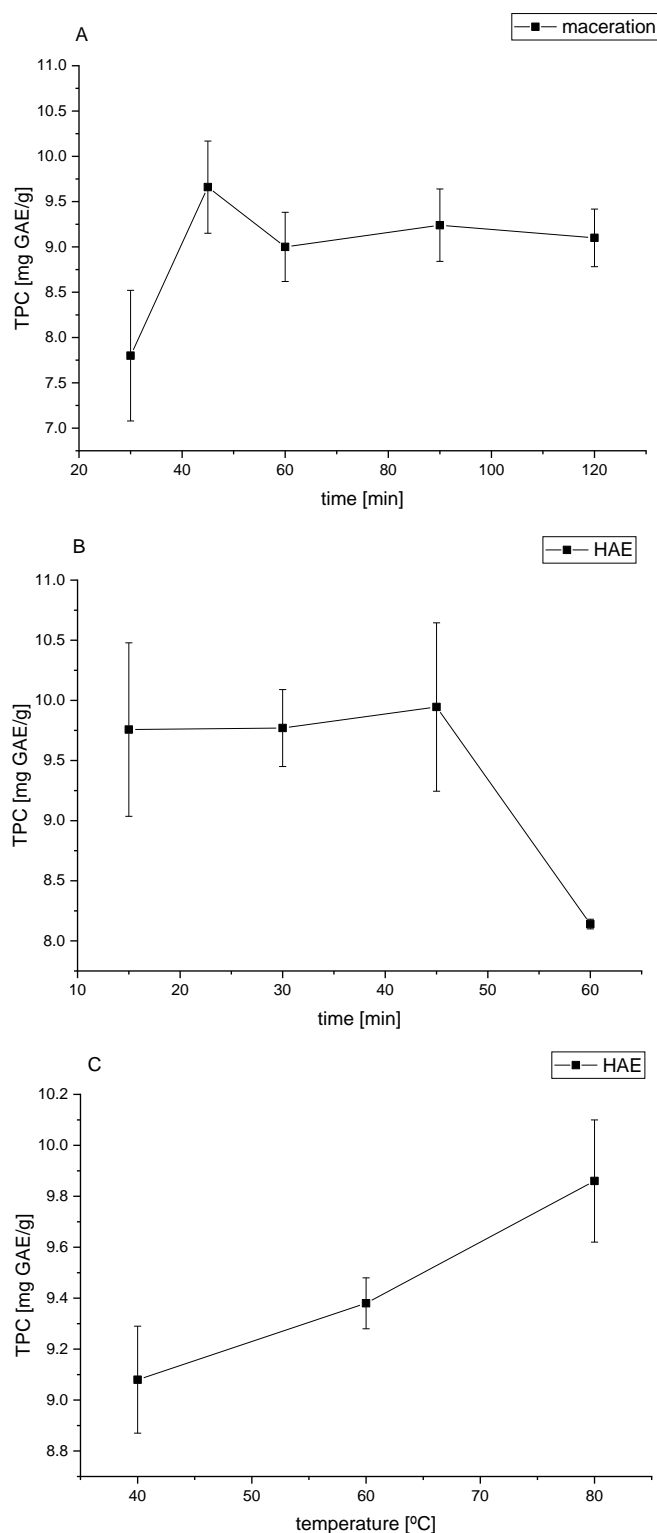 A
maceration
11.0
10.5
10.0
9.5
9.0
8.5
8.0
7.5
7.0
TPC [mg GAE/g]
20 40 60 80 100 120
time [min]
B
HAE
11.0
10.5
10.0
9.5
9.0
8.5
8.0
TPC [mg GAE/g]
10 20 30 40 50 60
time [min]
C
HAE
10.2
10.0
9.8
9.6
9.4
9.2
9.0
8.8
TPC [mg GAE/g]
40 50 60 70 80
temperature [ºC]